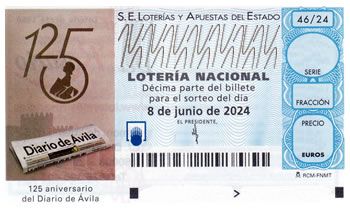 125
Diario de Ávila
125 aniversario
del Diario de Ávila
S.E. LOTERÍAS Y APUESTAS DEL ESTADO
LOTERÍA NACIONAL
Décima parte del billete
para el sorteo del día
8 de junio de 2024
EL PRESIDENTE,
46/24
SERIE
FRACCIÓN
PRECIO
EUROS
RCM-FNMT